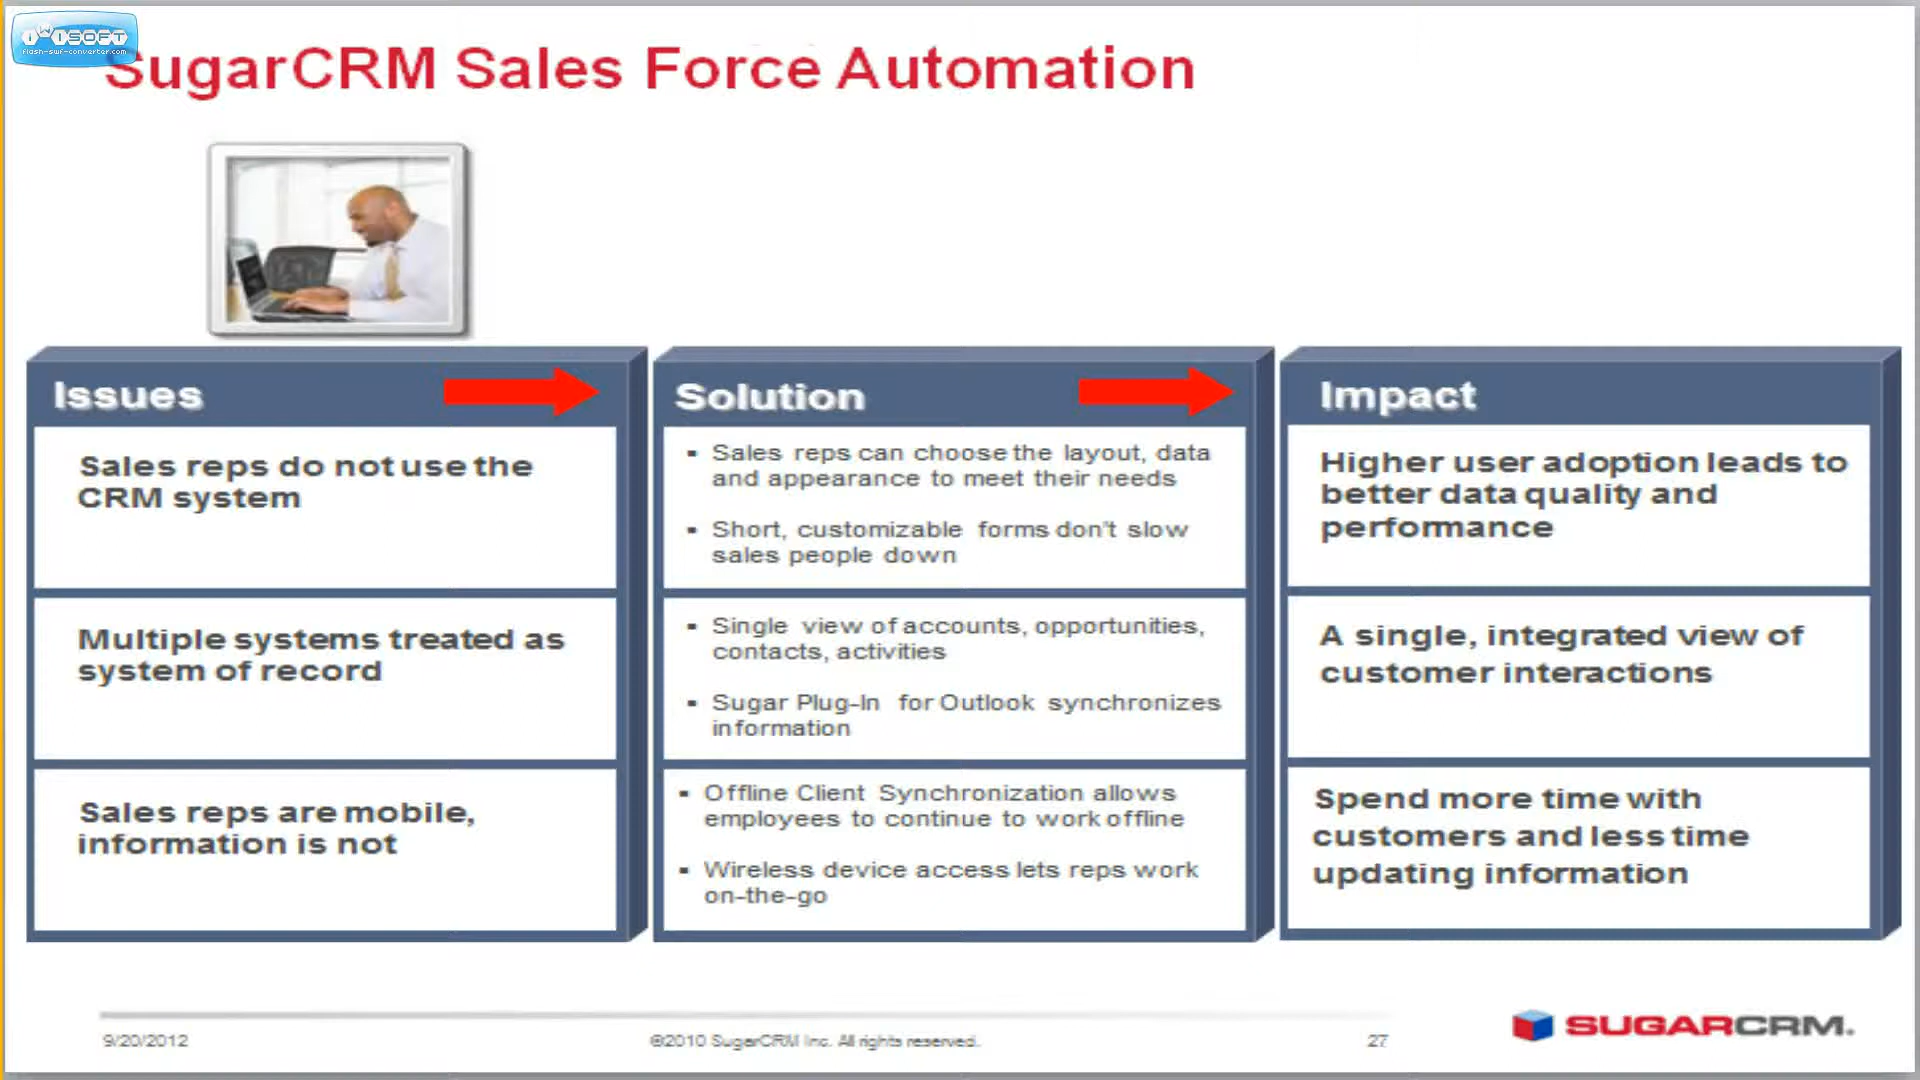 iWiSOFT
flash-swf-converter.com
SugarCRM Sales Force Automation
Issues
Sales reps do not use the
CRM system
Multiple systems treated as
system of record
Sales reps are mobile,
information is not
Solution
▪ Sales reps can choose the layout, data
and appearance to meet their needs
▪ Short, customizable forms don't slow
sales people down
▪ Single view of accounts, opportunities,
contacts, activities
▪ Sugar Plug-In for Outlook synchronizes
information
▪ Offline Client Synchronization allows
employees to continue to work offline
▪ Wireless device access lets reps work
on-the-go
Impact
Higher user adoption leads to
better data quality and
performance
A single, integrated view of
customer interactions
Spend more time with
customers and less time
updating information
9/20/2012
©2010 SugarCRM Inc. All rights reserved.
27
SUGARCRM.